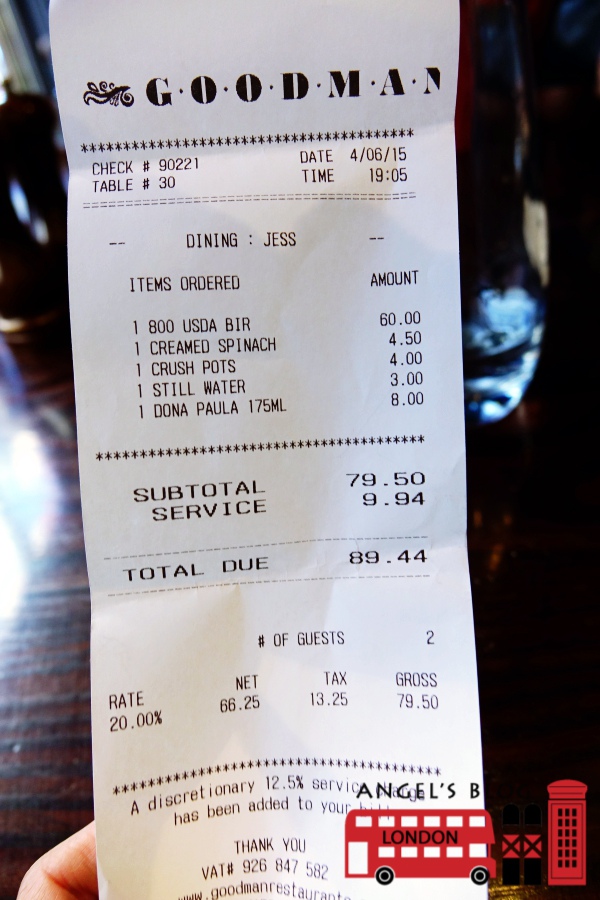 G·O·O·D·M·A·N
*************************************
CHECK # 90221 DATE 4/06/15
TABLE # 30 TIME 19:05
=====================================
-- DINING : JESS --
ITEMS ORDERED AMOUNT
1 800 USDA BIR 60.00
1 CREAMED SPINACH 4.50
1 CRUSH POTS 4.00
1 STILL WATER 3.00
1 DONA PAULA 175ML 8.00
*************************************
SUBTOTAL 79.50
SERVICE 9.94
TOTAL DUE 89.44
# OF GUESTS 2
RATE NET TAX GROSS
20.00% 66.25 13.25 79.50
*************************************
A discretionary 12.5%
has been added to your
THANK YOU
VAT# 926 847 582
ANGEL'S B
LONDON